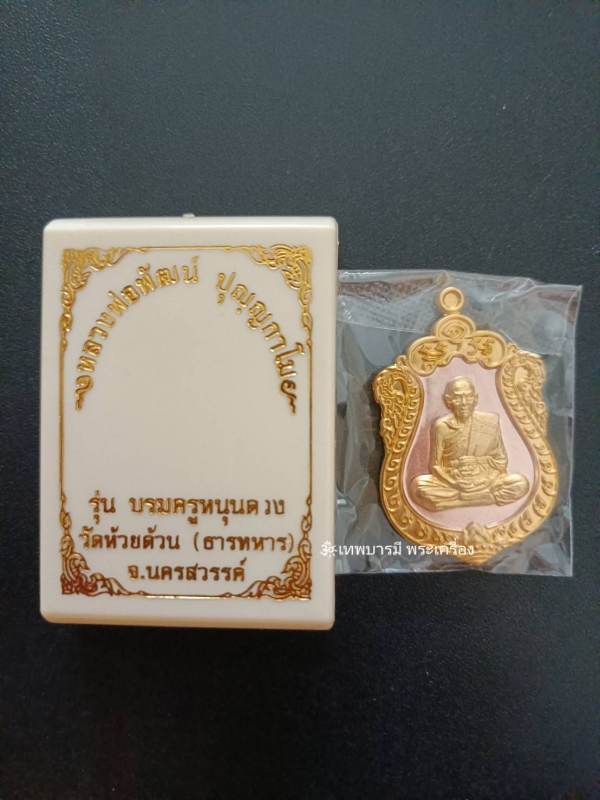 หลวงพ่อพัฒน์ ปุญญกาโม
รุ่น บรมครูหนุนดวง
วัดห้วยด้วน (ธารทหาร)
จ.นครสวรรค์
เทพบารมี พระเครื่อง